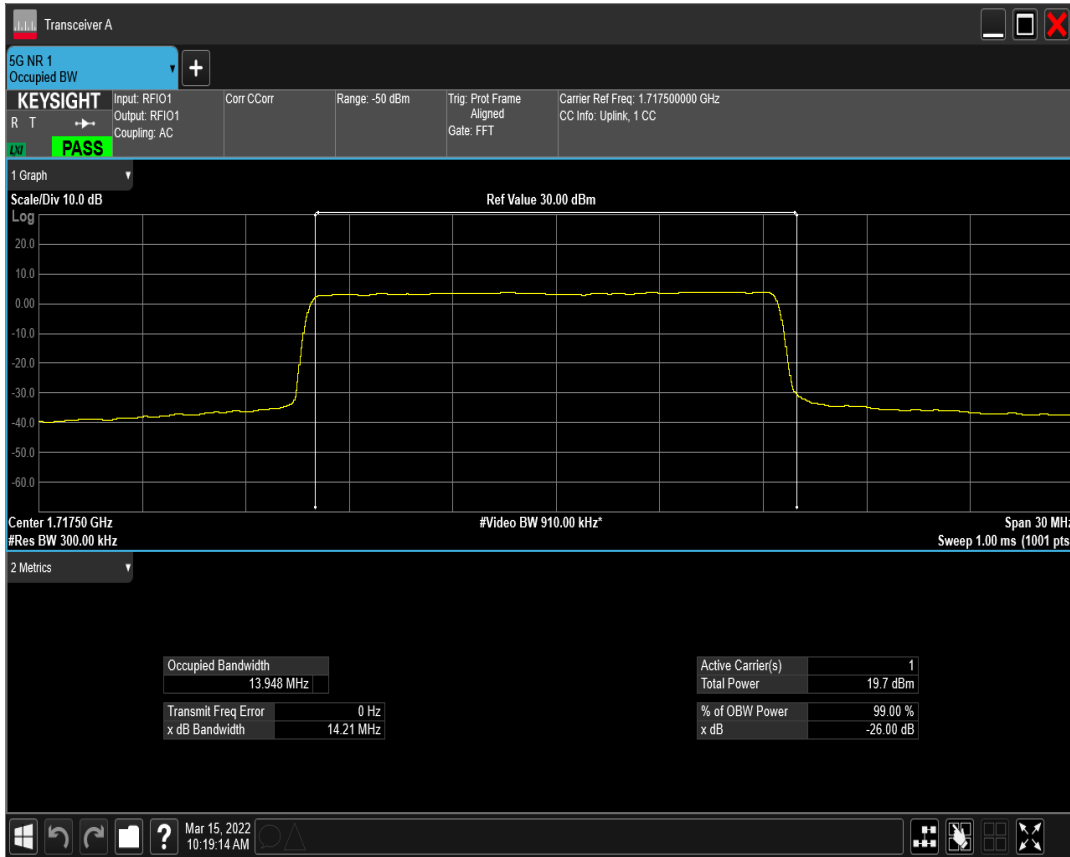 Transceiver A
5G NR 1
Occupied BW
+
KEYSIGHT
R T
LXI
PASS
Input: RFIO1
Output: RFIO1
Coupling: AC
Corr CCorr
Range: -50 dBm
Trig: Prot Frame
Aligned
Gate: FFT
Carrier Ref Freq: 1.717500000 GHz
CC Info: Uplink, 1 CC
1 Graph
Scale/Div 10.0 dB
Ref Value 30.00 dBm
Log
20.0
10.0
0.00
-10.0
-20.0
-30.0
-40.0
-50.0
-60.0
Center 1.71750 GHz
#Video BW 910.00 kHz*
Span 30 MHz
#Res BW 300.00 kHz
Sweep 1.00 ms (1001 pts
2 Metrics
Occupied Bandwidth
13.948 MHz
Transmit Freq Error 0 Hz
x dB Bandwidth 14.21 MHz
Active Carrier(s) 1
Total Power 19.7 dBm
% of OBW Power 99.00 %
x dB -26.00 dB
?
Mar 15, 2022
10:19:14 AM